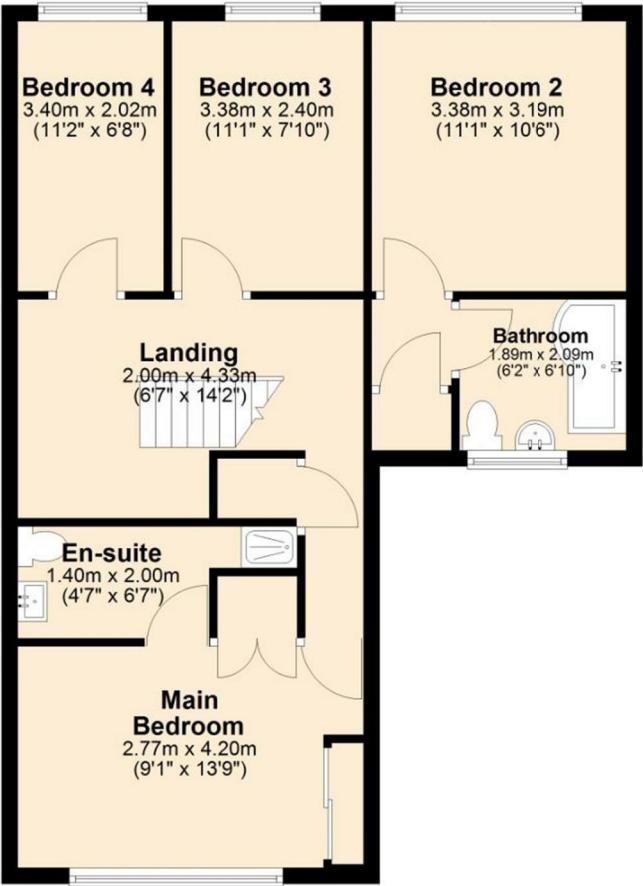 Bedroom 4
3.40m x 2.02m
(11'2" x 6'8")
Bedroom 3
3.38m x 2.40m
(11'1" x 7'10")
Bedroom 2
3.38m x 3.19m
(11'1" x 10'6")
Landing
2.00m x 4.33m
(6'7" x 14'2")
Bathroom
1.89m x 2.09m
(6'2" x 6'10")
En-suite
1.40m x 2.00m
(4'7" x 6'7")
Main
Bedroom
2.77m x 4.20m
(9'1" x 13'9")